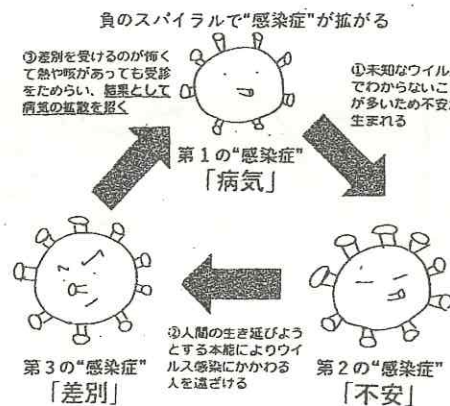 負のスパイラルで“感染症”が拡がる
③差別を受けるのが怖く
て熱や咳があっても受診
をためらい、結果として
病気の拡散を招く
①未知なウイル
でわからないこ
が多いため不安
生まれる
第1の“感染症”
「病気」
②人間の生き延びよう
とする本能によりウイ
ルス感染にかかわる
人を遠ざける
第3の“感染症”
「差別」
第2の“感染症”
「不安」